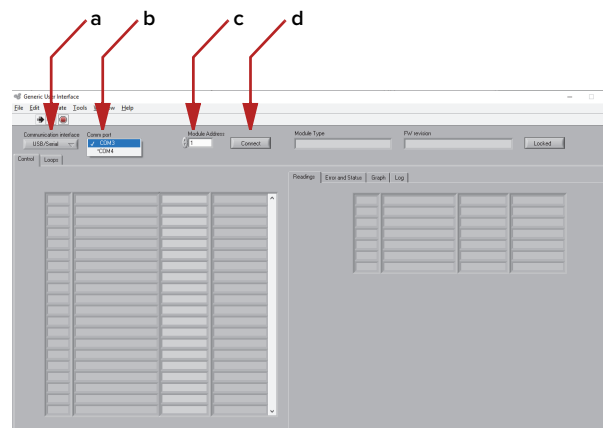 a b c d
Generic User Interface
File Edit Tools Help
Communication interface Comm port Module Address Module Type FW revision
USB/Serial ✓ COM3 1 Connect Locked
*COM4
Control Loops
Readings Error and Status Graph Log